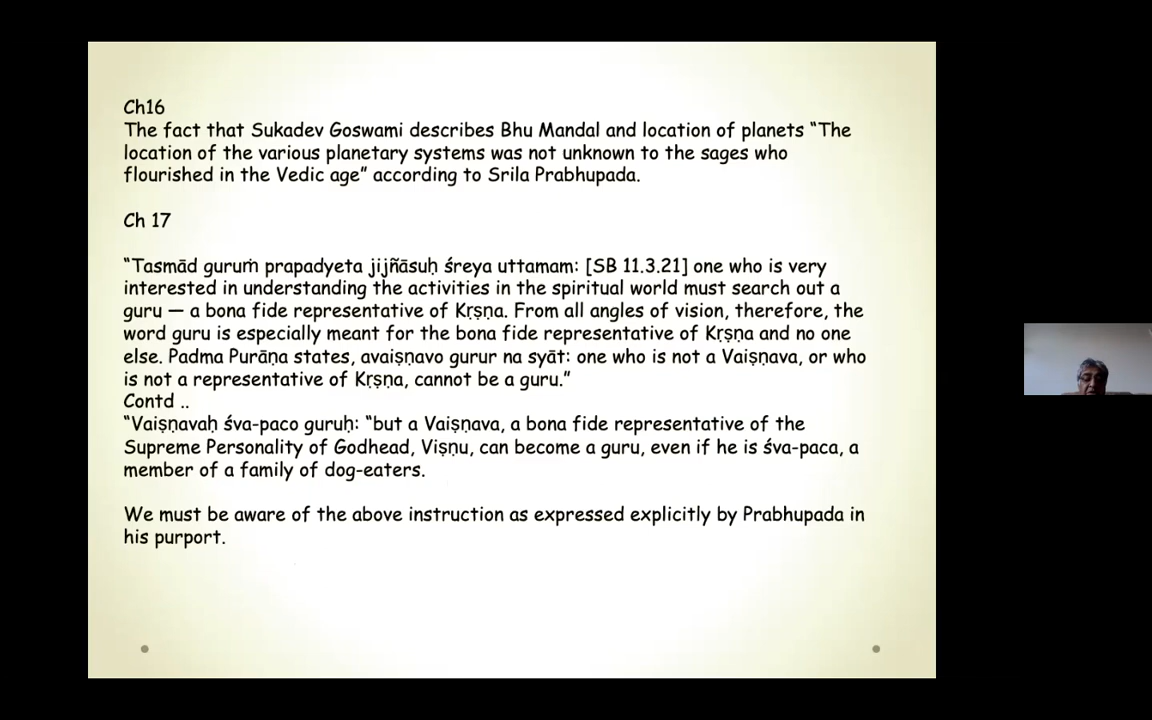 Ch16
The fact that Sukadev Goswami describes Bhu Mandal and location of planets “The
location of the various planetary systems was not unknown to the sages who
flourished in the Vedic age” according to Srila Prabhupada.
Ch 17
“Tasmād guruṁ prapadyeta jijñāsuḥ śreya uttamam: [SB 11.3.21] one who is very
interested in understanding the activities in the spiritual world must search out a
guru — a bona fide representative of Kṛṣṇa. From all angles of vision, therefore, the
word guru is especially meant for the bona fide representative of Kṛṣṇa and no one
else. Padma Purāṇa states, avaiṣṇavo gurur na syāt: one who is not a Vaiṣṇava, or who
is not a representative of Kṛṣṇa, cannot be a guru.”
Contd ..
“Vaiṣṇavaḥ śva-paco guruḥ: “but a Vaiṣṇava, a bona fide representative of the
Supreme Personality of Godhead, Viṣṇu, can become a guru, even if he is śva-paca, a
member of a family of dog-eaters.
We must be aware of the above instruction as expressed explicitly by Prabhupada in
his purport.